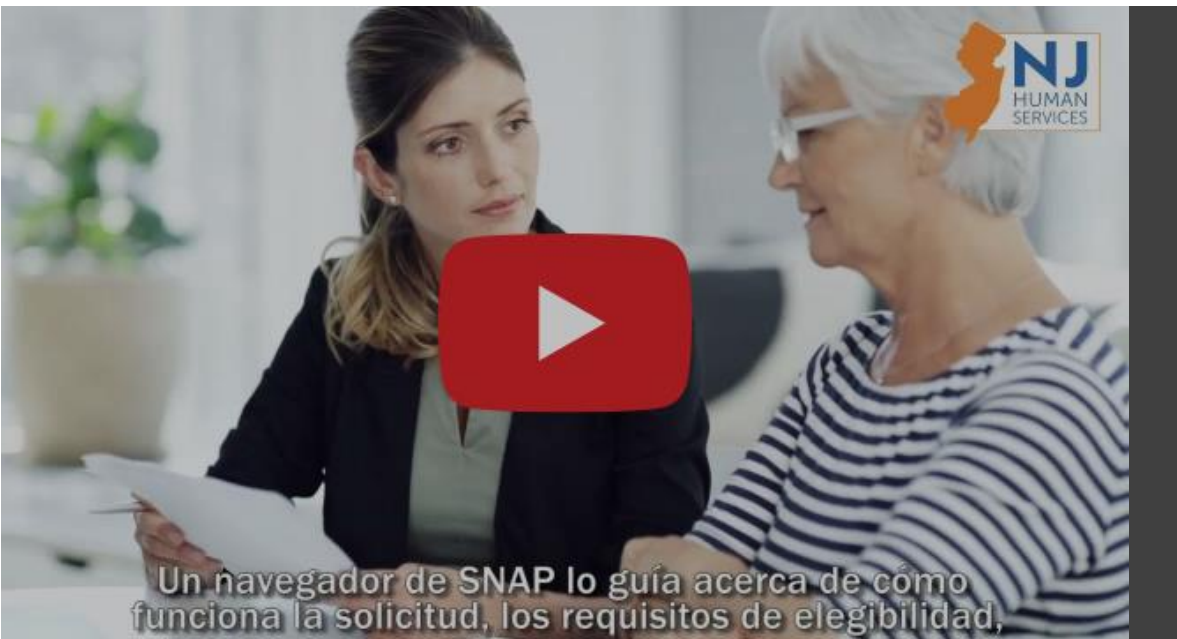 NJ
HUMAN
SERVICES
Un navegador de SNAP lo guía acerca de cómo
funciona la solicitud, los requisitos de elegibilidad,